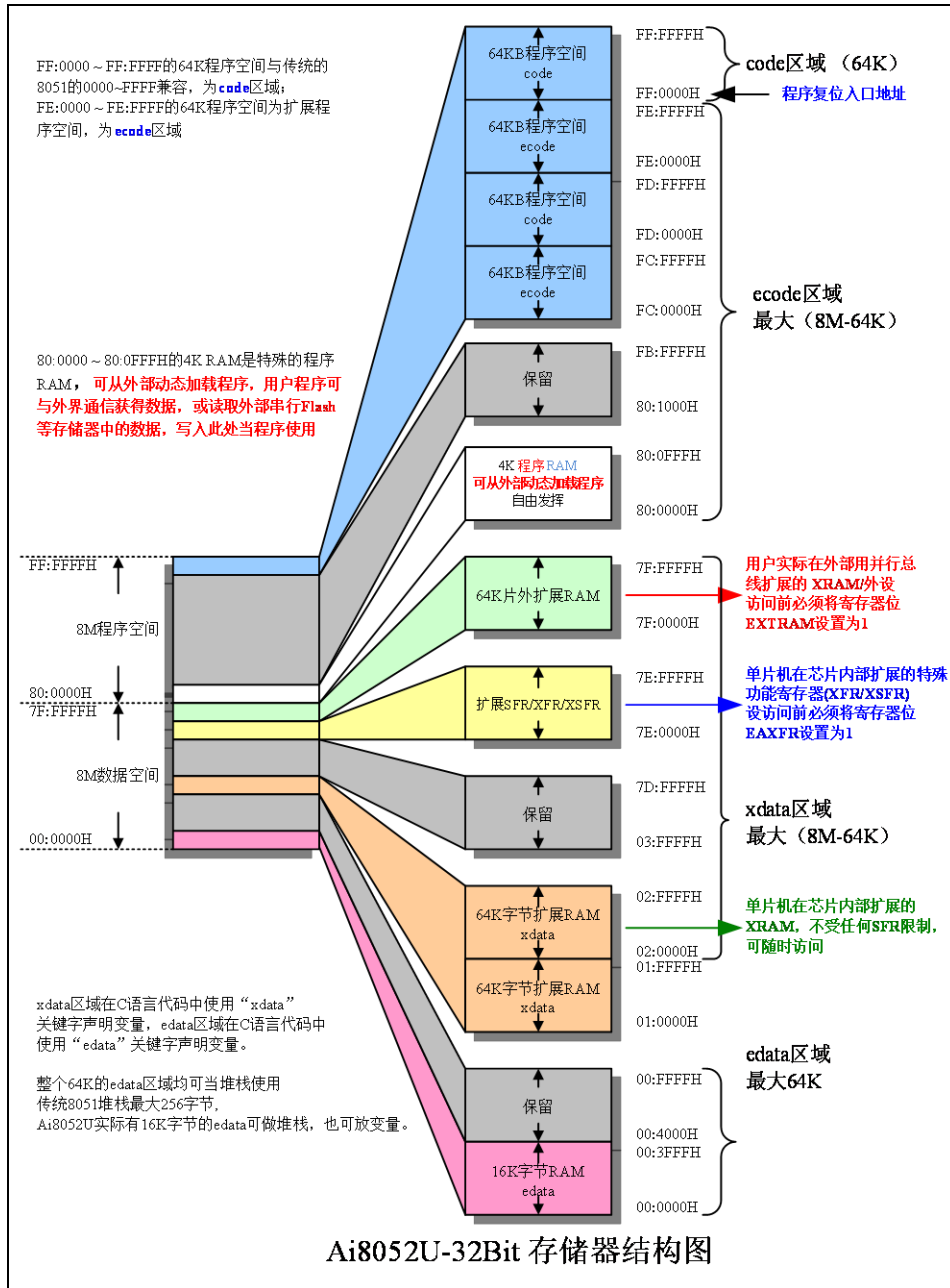 FF:0000～FF:FFFF的64K程序空间与传统的
8051的0000~FFFF兼容，为code区域；
FE:0000～FE:FFFF的64K程序空间为扩展程
序空间，为ecode区域
64KB程序空间
code
64KB程序空间
ecode
64KB程序空间
code
64KB程序空间
ecode
FF:FFFFH
FF:0000H
FE:FFFFH
FE:0000H
FD:FFFFH
FD:0000H
FC:FFFFH
FC:0000H
code区域 （64K）
程序复位入口地址
ecode区域
最大（8M-64K）
80:0000～80:0FFFH的4K RAM是特殊的程序
RAM，可从外部动态加载程序，用户程序可
与外界通信获得数据，或读取外部串行Flash
等存储器中的数据，写入此处当程序使用
保留
FB:FFFFH
80:1000H
4K 程序RAM
可从外部动态加载程序
自由发挥
80:0FFFH
80:0000H
FF:FFFFH
8M程序空间
80:0000H
7F:FFFFH
8M数据空间
00:0000H
64K片外扩展RAM
7F:FFFFH
7F:0000H
用户实际在外部用并行总
线扩展的 XRAM/外设
访问前必须将寄存器位
EXTRAM设置为1
扩展SFR/XFR/XSFR
7E:FFFFH
7E:0000H
单片机在芯片内部扩展的特殊
功能寄存器(XFR/XSFR)
设访问前必须将寄存器位
EAXFR设置为1
保留
7D:FFFFH
03:FFFFH
xdata区域
最大（8M-64K）
64K字节扩展RAM
xdata
64K字节扩展RAM
xdata
02:FFFFH
02:0000H
01:FFFFH
01:0000H
单片机在芯片内部扩展的
XRAM，不受任何SFR限制，
可随时访问
xdata区域在C语言代码中使用“xdata”
关键字声明变量，edata区域在C语言代码中
使用“edata”关键字声明变量。
整个64K的edata区域均可当堆栈使用
传统8051堆栈最大256字节，
Ai8052U实际有16K字节的edata可做堆栈，也可放变量。
保留
16K字节RAM
edata
00:FFFFH
00:4000H
00:3FFFH
00:0000H
edata区域
最大64K
Ai8052U-32Bit 存储器结构图